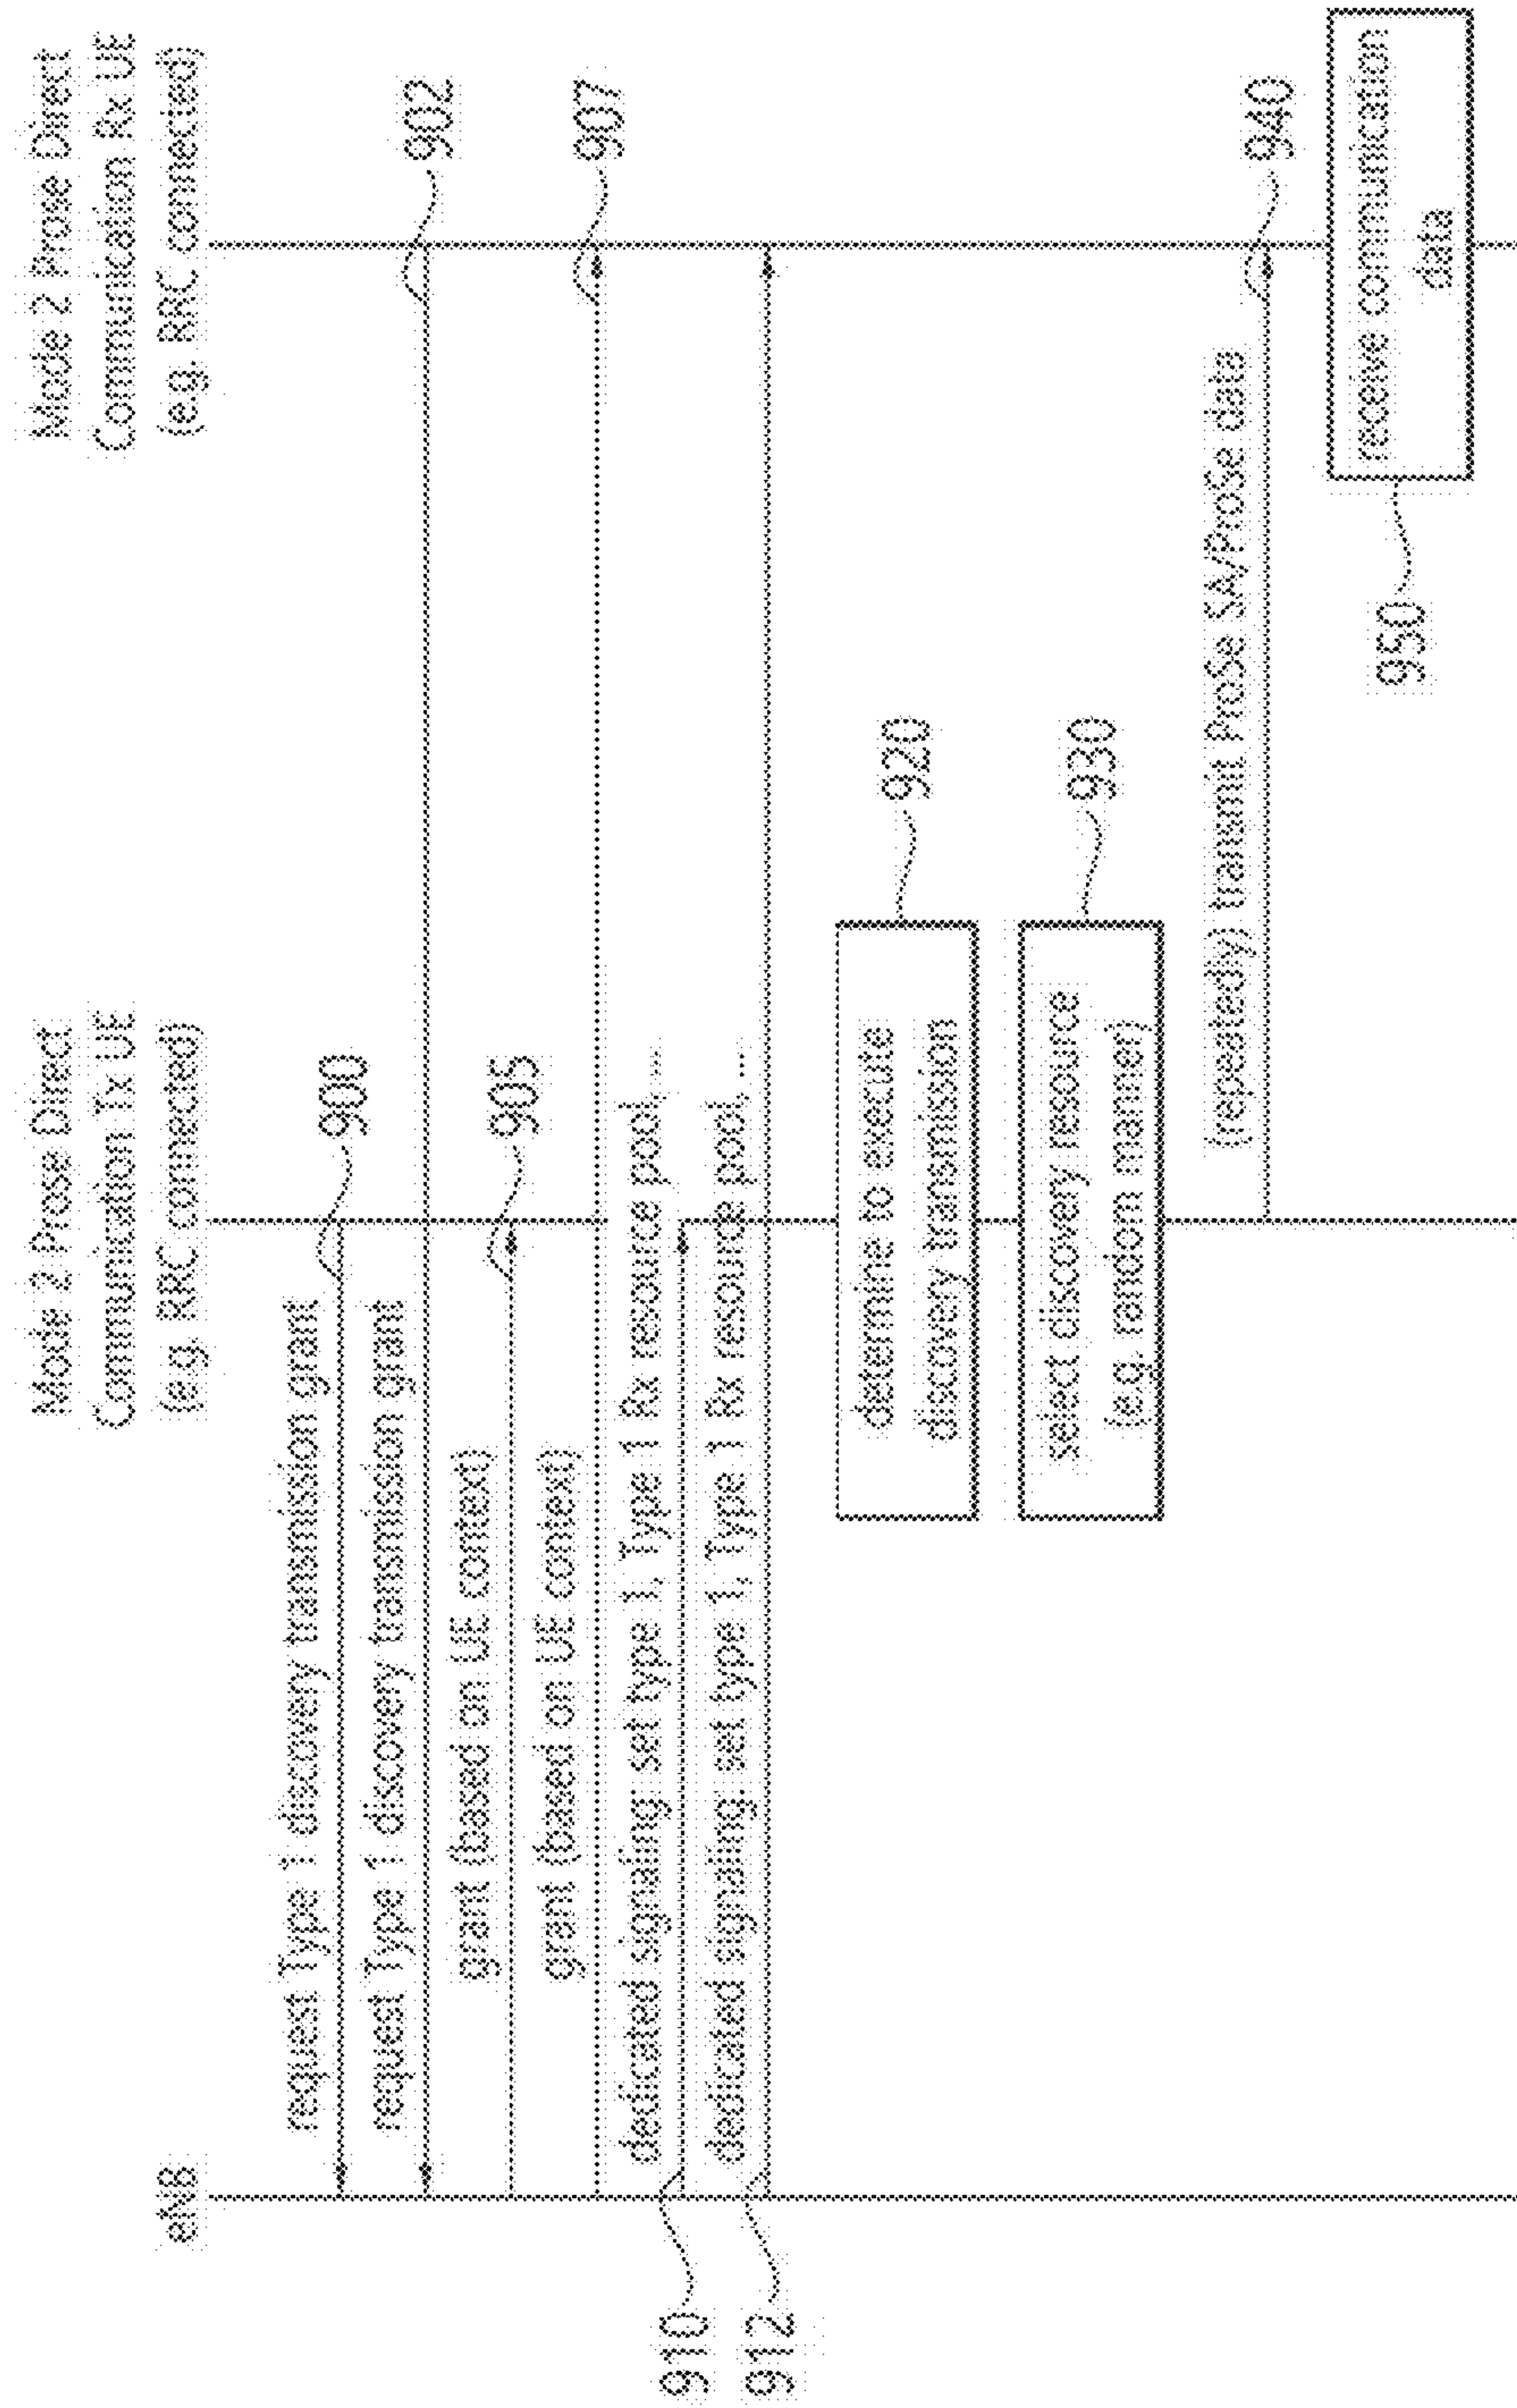 eNB
Mode 2 Prose Direct
Communication Tx UE
(e.g. RRC connected)
Mode 2 Prose Direct
Communication Rx UE
(e.g. RRC connected)
request Type 1 discovery transmission grant
900
request Type 1 discovery transmission grant
902
grant (based on UE context)
905
grant (based on UE context)
907
910
dedicated signaling: set type 1, Type 1 Rx resource pool, ...
912
dedicated signaling: set type 1, Type 1 Rx resource pool, ...
determine to execute
discovery transmission
920
select discovery resource
(e.g. random manner)
930
(repeatedly) transmit ProSe SA/ProSe data
940
receive communication
data
950